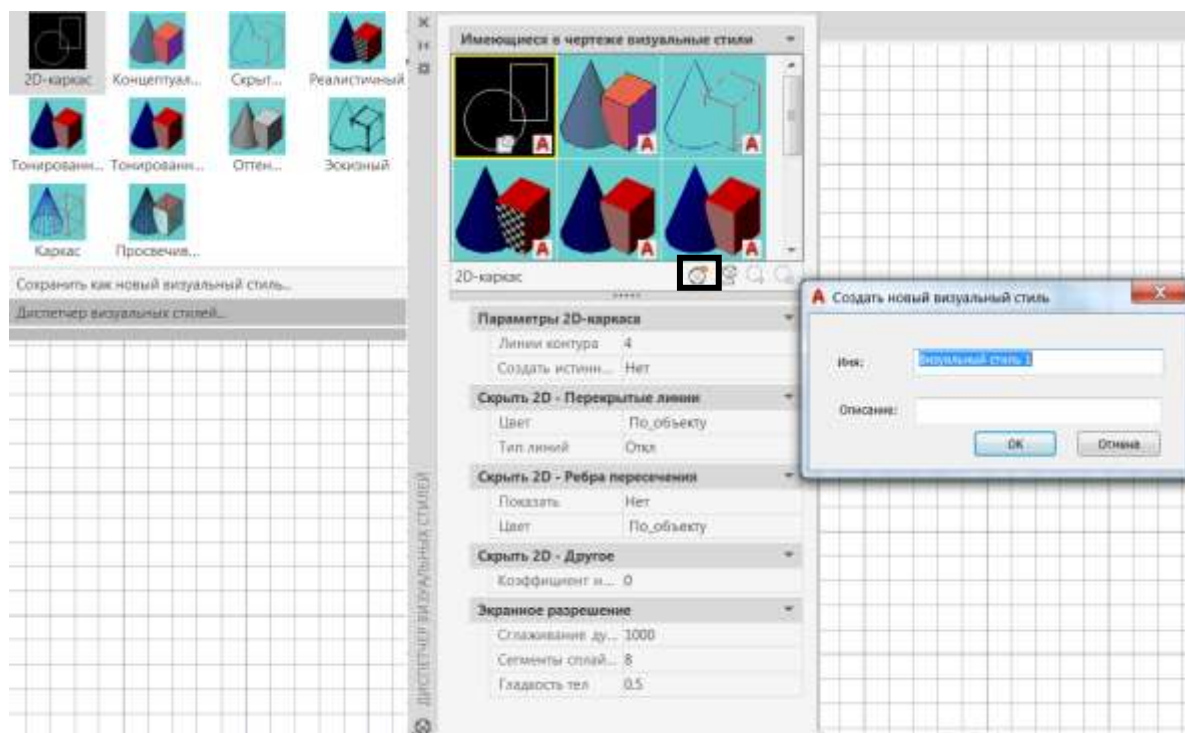 2D-каркас
Концептуал...
Скрыт...
Реалистичный
Тонированн...
Тонированн...
Оттен...
Эскизный
Каркас
Просвечив...
Сохранить как новый визуальный стиль...
Диспетчер визуальных стилей...
ДИСПЕТЧЕР ВИЗУАЛЬНЫХ СТИЛЕЙ
Имеющиеся в чертеже визуальные стили
2D-каркас
Параметры 2D-каркаса
Линии контура 4
Создать истинн... Нет
Скрыть 2D - Перекрытые линии
Цвет По_объекту
Тип линий Откл
Скрыть 2D - Ребра пересечения
Показать Нет
Цвет По_объекту
Скрыть 2D - Другое
Коэффициент и... 0
Экранное разрешение
Сглаживание ду... 1000
Сегменты сплай... 8
Гладкость тел 0.5
Создать новый визуальный стиль
Имя: Визуальный стиль 1
Описание:
ОК Отмена